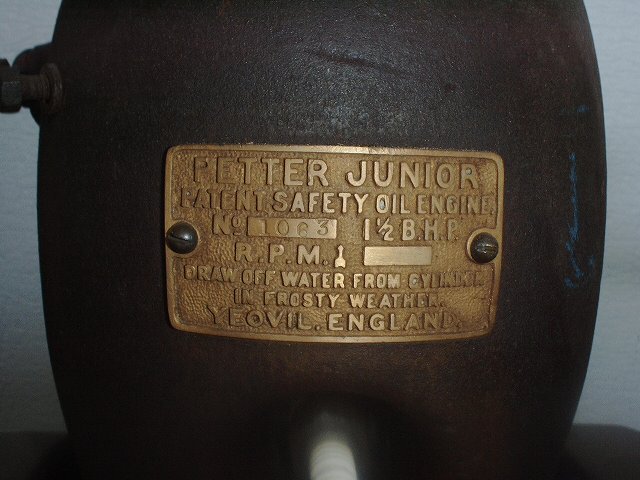 PETTER JUNIOR
PATENT SAFETY OIL ENGINE
No 1063 1½ B.H.P.
R.P.M.
DRAW OFF WATER FROM CYLINDER
IN FROSTY WEATHER.
YEOVIL. ENGLAND.